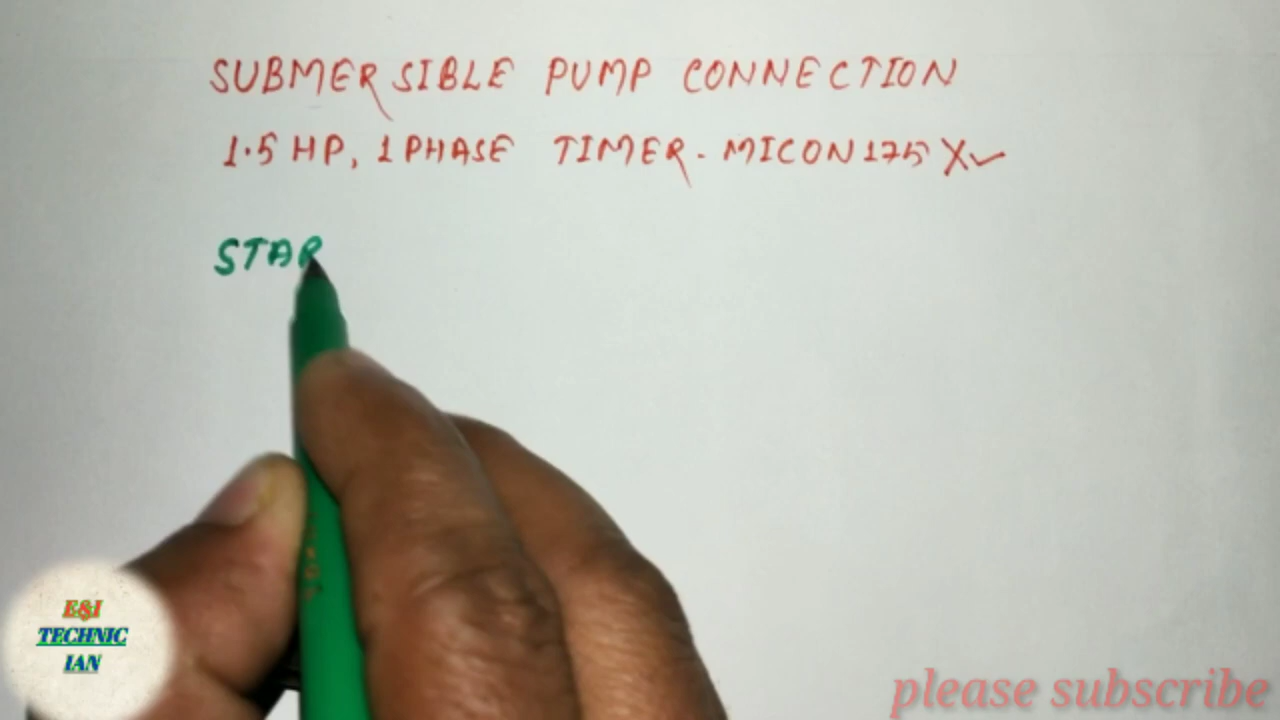 SUBMERSIBLE PUMP CONNECTION
1.5 HP, 1 PHASE TIMER - MICON 175 X✓
STAR
E&I
TECHNIC
IAN
please subscribe